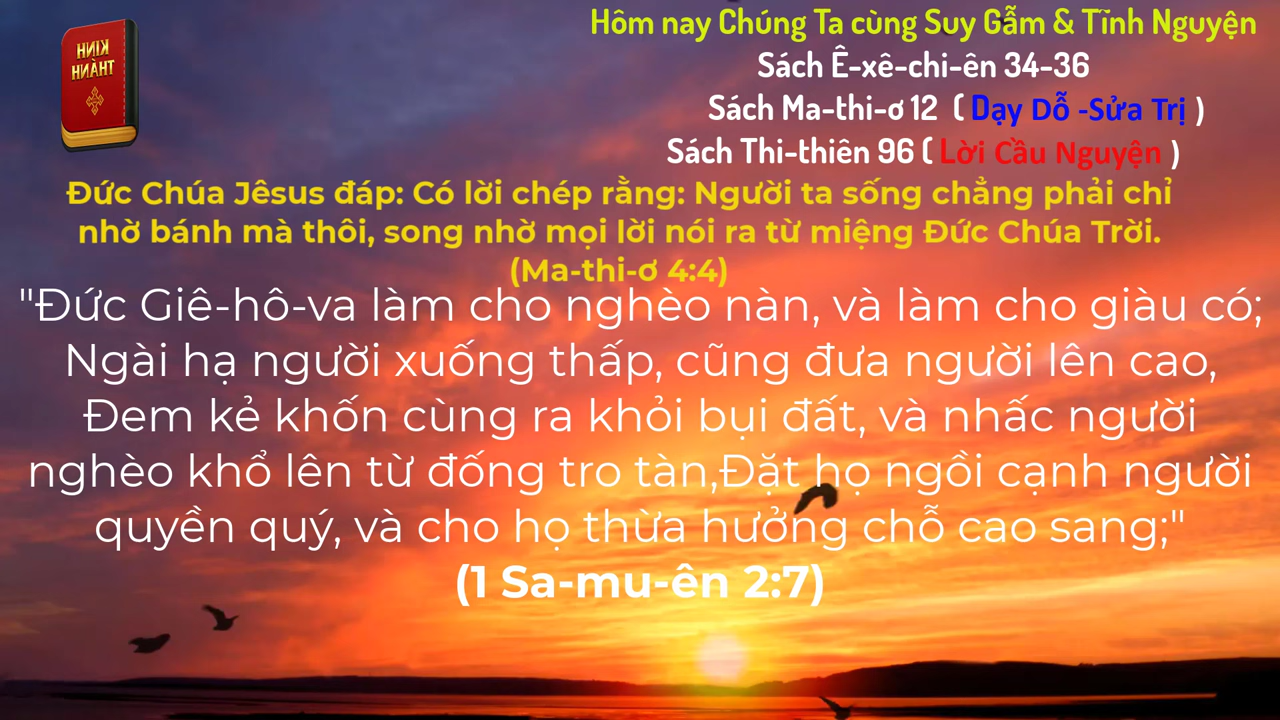 KINH
THÀNH
Hôm nay Chúng Ta cùng Suy Gẫm & Tĩnh Nguyện
Sách Ê-xê-chi-ên 34-36
Sách Ma-thi-ơ 12 ( Dạy Dỗ -Sửa Trị )
Sách Thi-thiên 96 ( Lời Cầu Nguyện )
Đức Chúa Jêsus đáp: Có lời chép rằng: Người ta sống chẳng phải chỉ
nhờ bánh mà thôi, song nhờ mọi lời nói ra từ miệng Đức Chúa Trời.
(Ma-thi-ơ 4:4)
"Đức Giê-hô-va làm cho nghèo nàn, và làm cho giàu có;
Ngài hạ người xuống thấp, cũng đưa người lên cao,
Đem kẻ khốn cùng ra khỏi bụi đất, và nhấc người
nghèo khổ lên từ đống tro tàn,Đặt họ ngồi cạnh người
quyền quý, và cho họ thừa hưởng chỗ cao sang;"
(1 Sa-mu-ên 2:7)